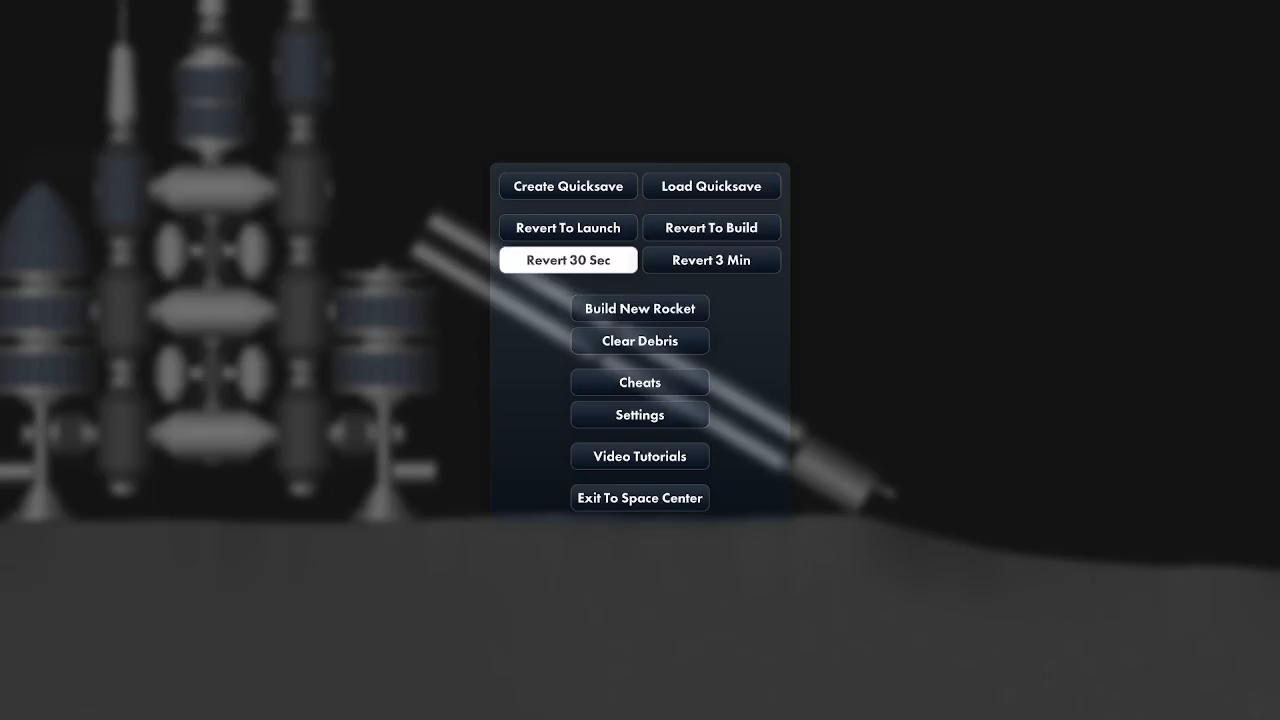 Create Quicksave
Load Quicksave
Revert To Launch
Revert To Build
Revert 30 Sec
Revert 3 Min
Build New Rocket
Clear Debris
Cheats
Settings
Video Tutorials
Exit To Space Center